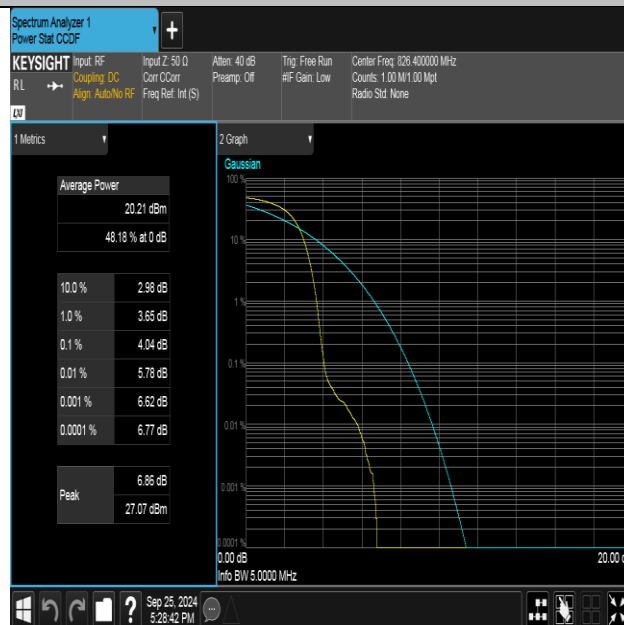 Spectrum Analyzer 1
Power Stat CCDF
+
KEYSIGHT
RL
LXI
Input: RF
Coupling: DC
Align: Auto/No RF
Input Z: 50 Ω
Corr CCorr
Freq Ref: Int (S)
Atten: 40 dB
Preamp: Off
Trig: Free Run
#IF Gain: Low
Center Freq: 826.400000 MHz
Counts: 1.00 M/1.00 Mpt
Radio Std: None
1 Metrics
Average Power
20.21 dBm
48.18 % at 0 dB
10.0 % 2.98 dB
1.0 % 3.65 dB
0.1 % 4.04 dB
0.01 % 5.78 dB
0.001 % 6.62 dB
0.0001 % 6.77 dB
Peak
6.86 dB
27.07 dBm
2 Graph
Gaussian
100 %
10 %
1 %
0.1 %
0.01 %
0.001 %
0.0001 %
0.00 dB
20.00
Info BW 5.0000 MHz
?
Sep 25, 2024
5:28:42 PM